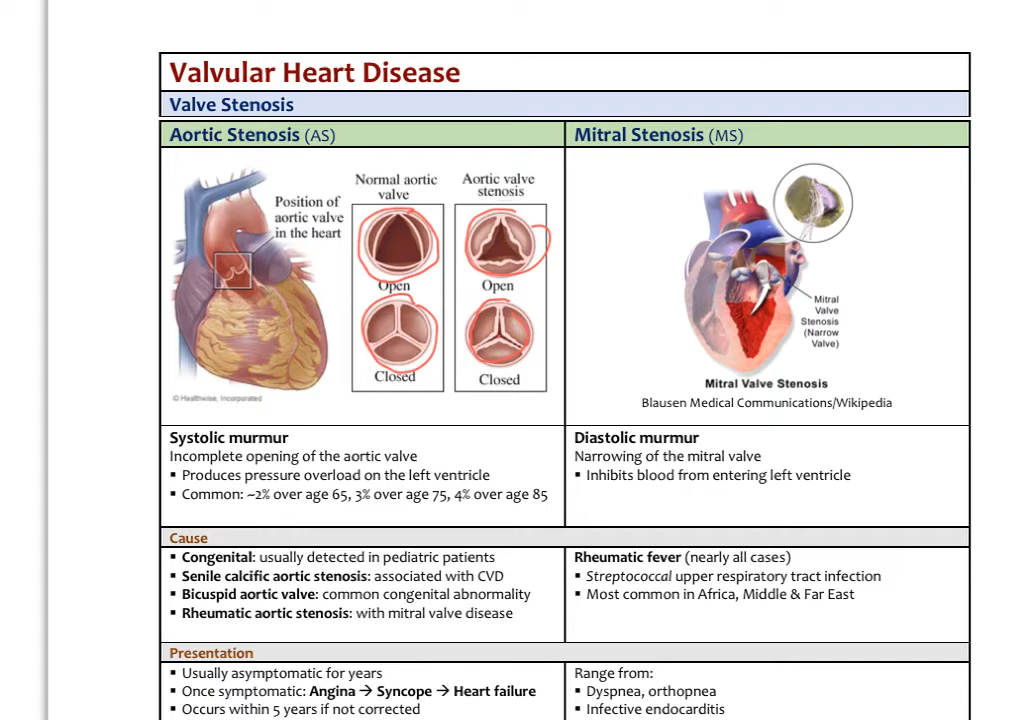 Valvular Heart Disease
Valve Stenosis
Aortic Stenosis (AS)
Mitral Stenosis (MS)
Position of
aortic valve
in the heart
Normal aortic
valve
Aortic valve
stenosis
Open
Open
Closed
Closed
© Healthwise, Incorporated
Mitral
Valve
Stenosis
(Narrow
Valve)
Mitral Valve Stenosis
Blausen Medical Communications/Wikipedia
Systolic murmur
Incomplete opening of the aortic valve
▪ Produces pressure overload on the left ventricle
▪ Common: ~2% over age 65, 3% over age 75, 4% over age 85
Diastolic murmur
Narrowing of the mitral valve
▪ Inhibits blood from entering left ventricle
Cause
▪ Congenital: usually detected in pediatric patients
▪ Senile calcific aortic stenosis: associated with CVD
▪ Bicuspid aortic valve: common congenital abnormality
▪ Rheumatic aortic stenosis: with mitral valve disease
Rheumatic fever (nearly all cases)
▪ Streptococcal upper respiratory tract infection
▪ Most common in Africa, Middle & Far East
Presentation
▪ Usually asymptomatic for years
▪ Once symptomatic: Angina → Syncope → Heart failure
▪ Occurs within 5 years if not corrected
Range from:
▪ Dyspnea, orthopnea
▪ Infective endocarditis